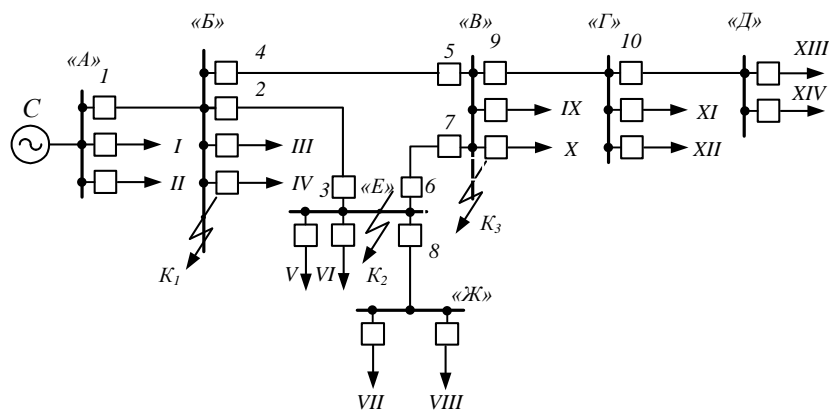 «Б» «В» «Г» «Д»
«А» 1 4 5 9 10 XIII
С 2 XIV
7 IX XI
I III X XII
II IV
3 «Е» 6
K₃
8
K₁ V VI K₂
«Ж»
VII VIII